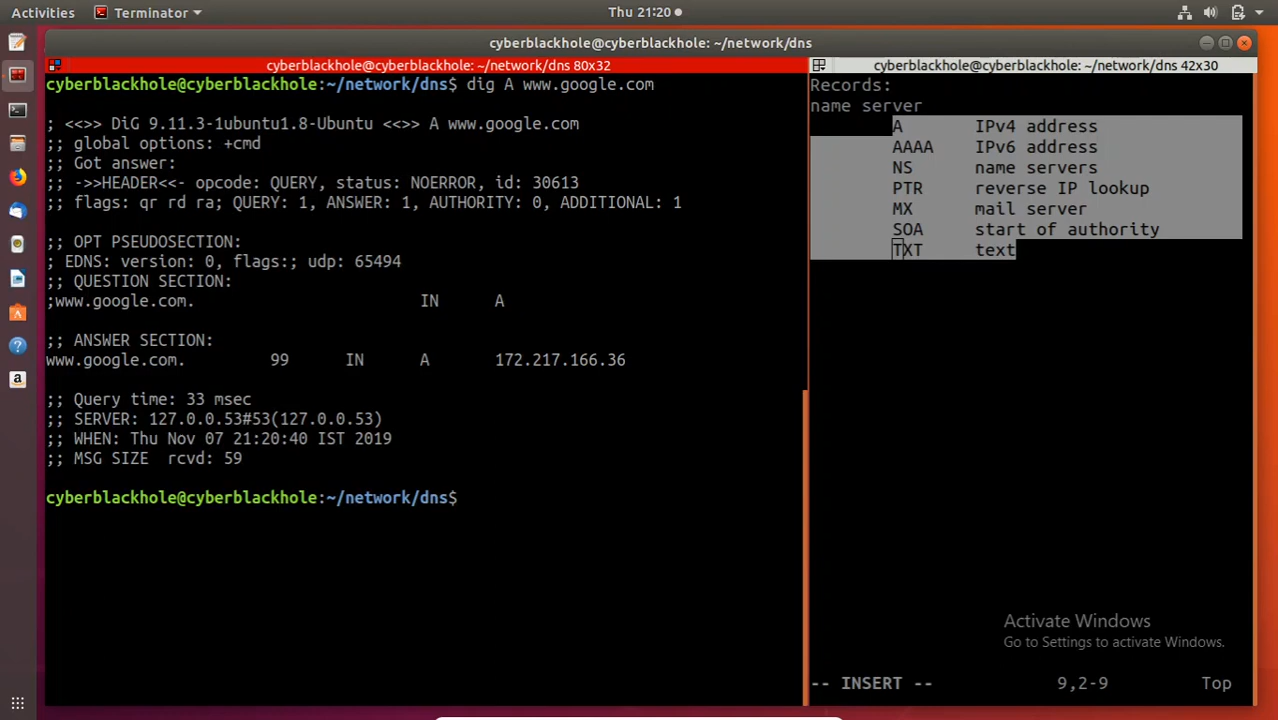 Activities Terminator Thu 21:20
cyberblackhole@cyberblackhole: ~/network/dns
cyberblackhole@cyberblackhole: ~/network/dns 80x32
cyberblackhole@cyberblackhole:~/network/dns$ dig A www.google.com
; <<>> DiG 9.11.3-1ubuntu1.8-Ubuntu <<>> A www.google.com
;; global options: +cmd
;; Got answer:
;; ->>HEADER<<- opcode: QUERY, status: NOERROR, id: 30613
;; flags: qr rd ra; QUERY: 1, ANSWER: 1, AUTHORITY: 0, ADDITIONAL: 1
;; OPT PSEUDOSECTION:
; EDNS: version: 0, flags:; udp: 65494
;; QUESTION SECTION:
;www.google.com. IN A
;; ANSWER SECTION:
www.google.com. 99 IN A 172.217.166.36
;; Query time: 33 msec
;; SERVER: 127.0.0.53#53(127.0.0.53)
;; WHEN: Thu Nov 07 21:20:40 IST 2019
;; MSG SIZE rcvd: 59
cyberblackhole@cyberblackhole:~/network/dns$
cyberblackhole@cyberblackhole: ~/network/dns 42x30
Records:
name server
A IPv4 address
AAAA IPv6 address
NS name servers
PTR reverse IP lookup
MX mail server
SOA start of authority
TXT text
Activate Windows
Go to Settings to activate Windows.
-- INSERT -- 9,2-9 Top